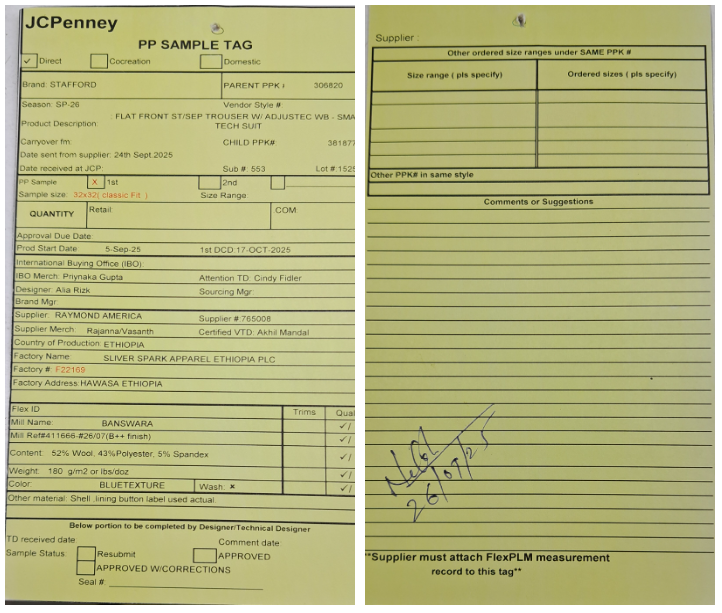 JCPenney
PP SAMPLE TAG
✓ Direct Cocreation Domestic
Brand: STAFFORD PARENT PPK # 306820
Season: SP-26 Vendor Style #:
Product Description: FLAT FRONT ST/SEP TROUSER W/ ADJUSTEC WB - SMA
TECH SUIT
Carryover fm: CHILD PPK#: 381877
Date sent from supplier: 24th Sept.2025
Date received at JCP: Sub #: 553 Lot #:1525
PP Sample X 1st 2nd
Sample size: 32x32( classic Fit. ) Size Range
QUANTITY Retail: COM:
Approval Due Date:
Prod Start Date 5-Sep-25 1st DCD:17-OCT-2025
International Buying Office (IBO):
IBO Merch: Priynaka Gupta Attention TD: Cindy Fidler
Designer: Alia Rizk Sourcing Mgr:
Brand Mgr
Supplier: RAYMOND AMERICA Supplier # 765008
Supplier Merch: Rajanna/Vasanth Certified VTD: Akhil Mandal
Country of Production: ETHIOPIA
Factory Name: SLIVER SPARK APPAREL ETHIOPIA PLC
Factory #: F22169
Factory Address:HAWASA ETHIOPIA
Flex ID Trims Qual
Mill Name: BANSWARA ✓/
Mill Ref#411666-#26/07(B++ finish) ✓/
Content: 52% Wool, 43%Polyester, 5% Spandex ✓/
Weight: 180 g/m2 or lbs/doz ✓/
Color: BLUETEXTURE Wash: × ✓/
Other material: Shell .lining button label used actual.
Below portion to be completed by Designer/Technical Designer
TD received date: Comment date:
Sample Status: Resubmit APPROVED
APPROVED W/CORRECTIONS
Seal #
Supplier :
Other ordered size ranges under SAME PPK #
Size range ( pls specify) Ordered sizes ( pls specify)
Other PPK# in same style
Comments or Suggestions
26/09/25
**Supplier must attach FlexPLM measurement
record to this tag**